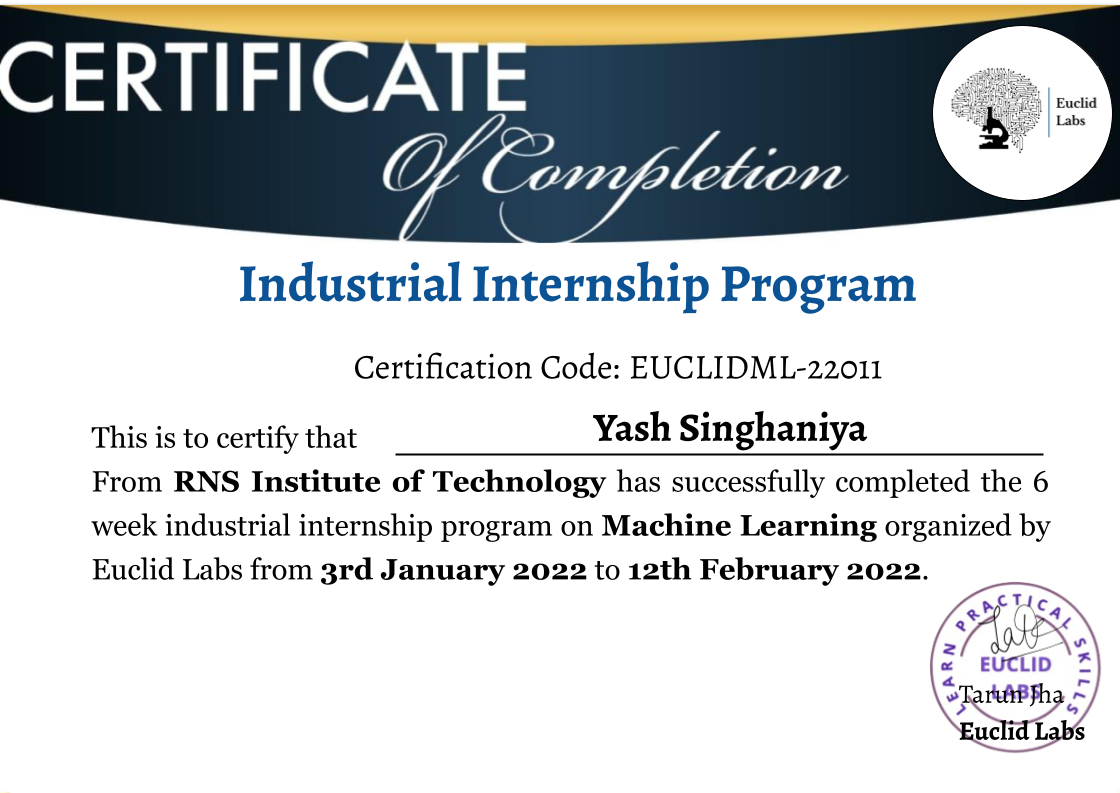 CERTIFICATE
Of Completion
Euclid
Labs
Industrial Internship Program
Certification Code: EUCLIDML-22011
This is to certify that Yash Singhaniya
From RNS Institute of Technology has successfully completed the 6
week industrial internship program on Machine Learning organized by
Euclid Labs from 3rd January 2022 to 12th February 2022.
LEARN PRACTICAL SKILLS
EUCLID
LABS
Tarun Jha
Euclid Labs